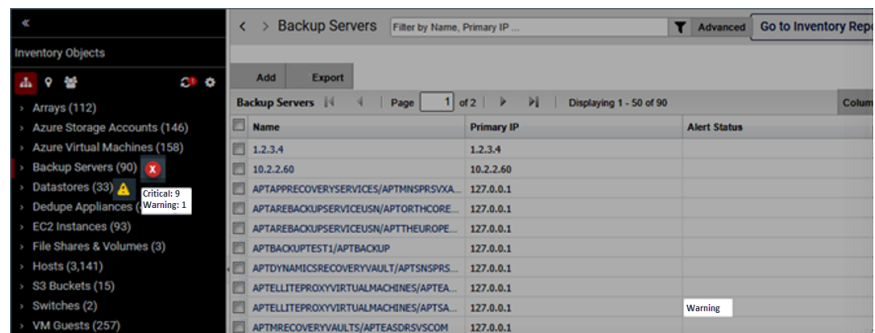 «
Inventory Objects
Arrays (112)
Azure Storage Accounts (146)
Azure Virtual Machines (158)
Backup Servers (90)
Datastores (33)
Dedupe Appliances (
EC2 Instances (93)
File Shares & Volumes (3)
Hosts (3,141)
S3 Buckets (15)
Switches (2)
VM Guests (257)
Critical: 9
Warning: 1
< > Backup Servers Filter by Name, Primary IP ... Advanced Go to Inventory Repo
Add Export
Backup Servers Page 1 of 2 Displaying 1 - 50 of 90 Colum
Name Primary IP Alert Status
1.2.3.4 1.2.3.4
10.2.2.60 10.2.2.60
APTAPPRECOVERYSERVICES/APTMNSPRSVXA... 127.0.0.1
APTAREBACKUPSERVICEUSN/APTORTHCORE... 127.0.0.1
APTAREBACKUPSERVICEUSN/APTTHEUROPE... 127.0.0.1
APTBACKUPTEST1/APTBACKUP 127.0.0.1
APTDYNAMICSRECOVERYVAULT/APTSNSPRS... 127.0.0.1
APTELLITEPROXYVIRTUALMACHINES/APTEA... 127.0.0.1
APTELLITEPROXYVIRTUALMACHINES/APTSA... 127.0.0.1 Warning
APTMRECOVERYVAULTS/APTEASDRSVSCOM 127.0.0.1